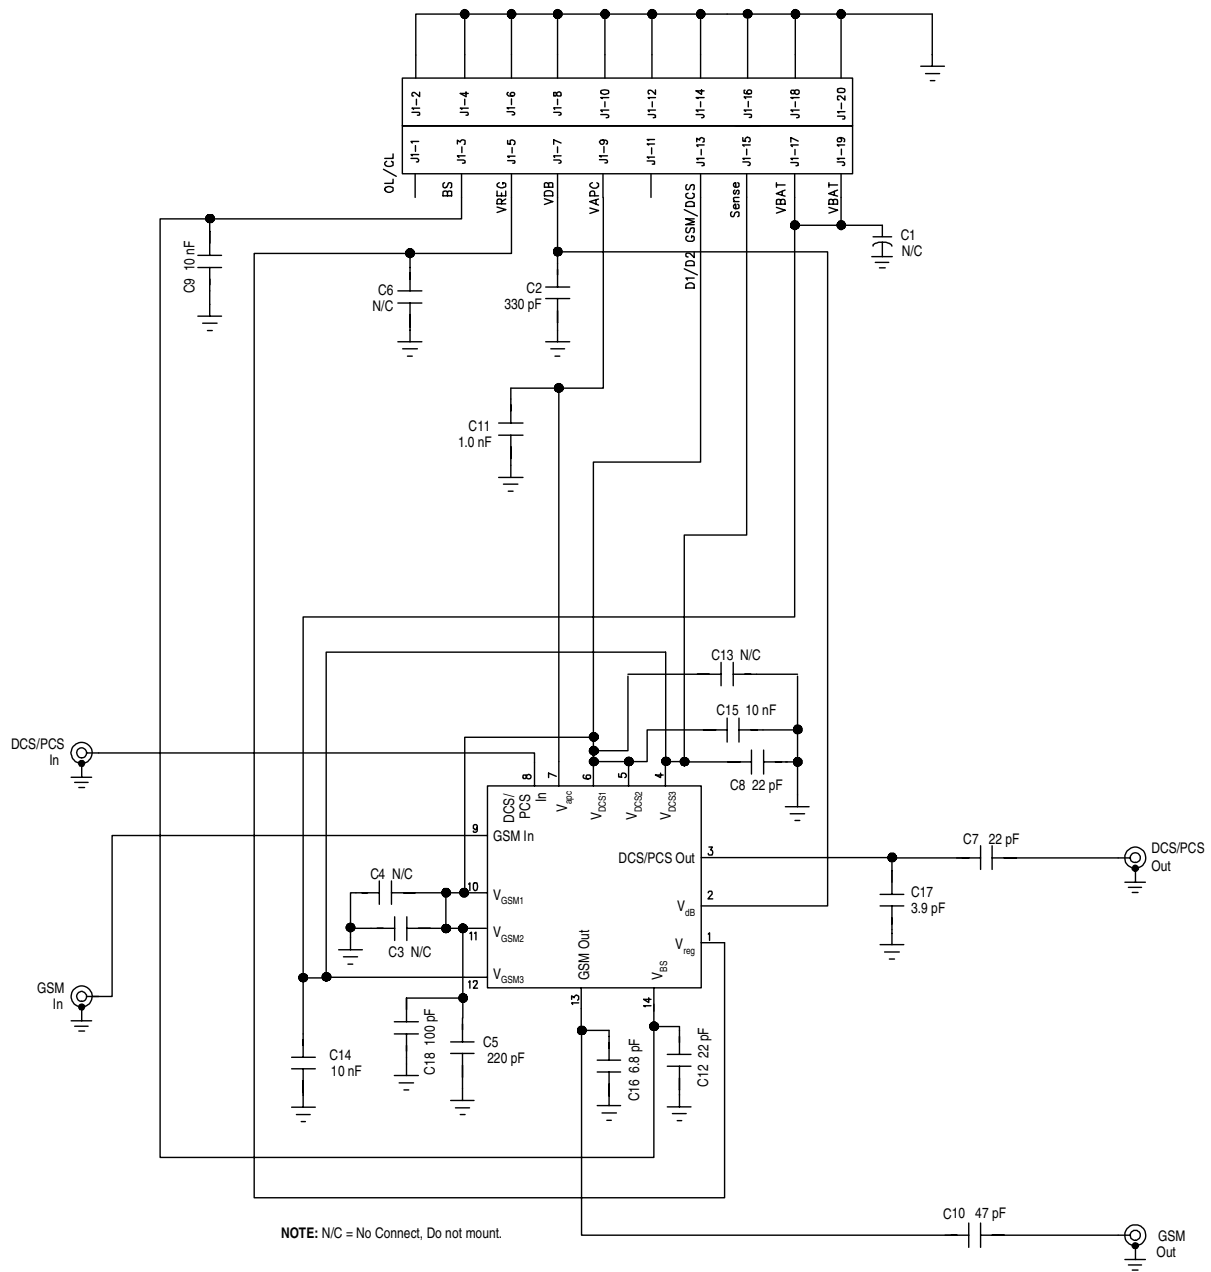 J1-2
J1-4
J1-6
J1-8
J1-10
J1-12
J1-14
J1-16
J1-18
J1-20
J1-1
J1-3
J1-5
J1-7
J1-9
J1-11
J1-13
J1-15
J1-17
J1-19
OL/CL
BS
VREG
VDB
VAPC
D1/D2 GSM/DCS
Sense
VBAT
VBAT
C1
N/C
C9 10 nF
C6
N/C
C2
330 pF
C11
1.0 nF
C13 N/C
C15 10 nF
C8 22 pF
DCS/PCS
In
8
7
6
5
4
DCS/
PCS
In
Vapc
VDCS1
VDCS2
VDCS3
9
GSM In
DCS/PCS Out
3
C7 22 pF
DCS/PCS
Out
C17
3.9 pF
C4 N/C
10
VGSM1
VdB
2
C3 N/C
11
VGSM2
Vreg
1
GSM Out
VBS
VGSM3
12
GSM
In
13
14
C18 100 pF
C5
220 pF
C14
10 nF
C16 6.8 pF
C12 22 pF
C10 47 pF
GSM
Out
NOTE: N/C = No Connect, Do not mount.